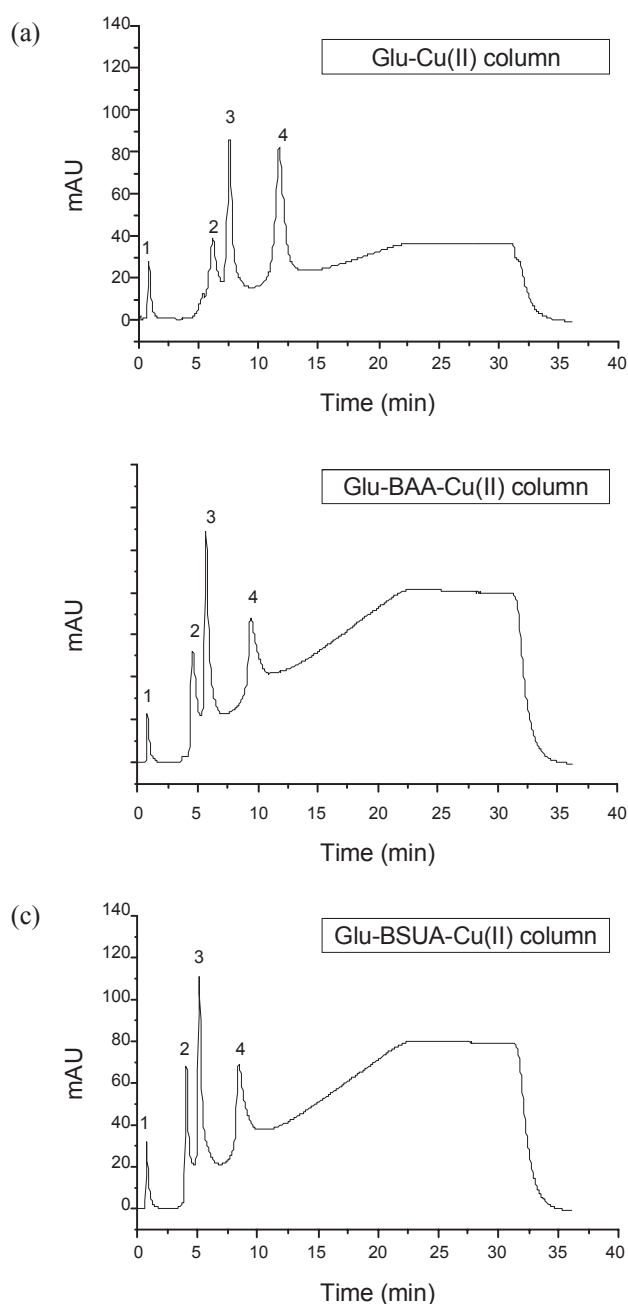 (a)
Glu-Cu(II) column
140
120
100
80
60
40
20
0
mAU
1
2
3
4
0 5 10 15 20 25 30 35 40
Time (min)
Glu-BAA-Cu(II) column
mAU
1
2
3
4
0 5 10 15 20 25 30 35 40
Time (min)
(c)
Glu-BSUA-Cu(II) column
140
120
100
80
60
40
20
0
mAU
1
2
3
4
0 5 10 15 20 25 30 35 40
Time (min)